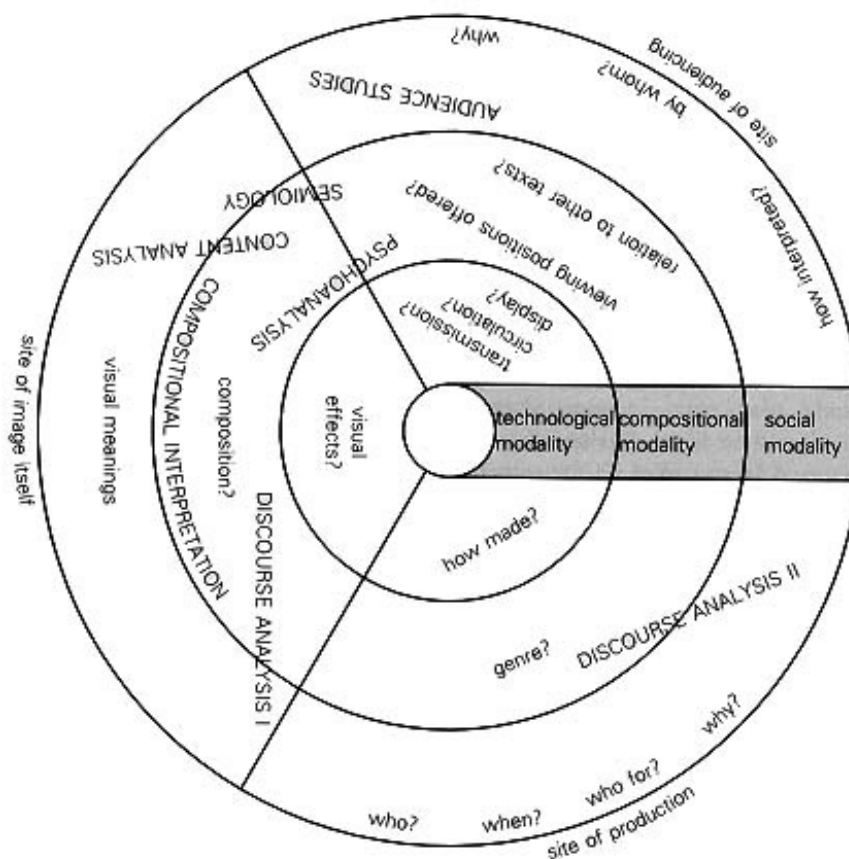 site of audiencing
why?
by whom?
how interpreted?
AUDIENCE STUDIES
relation to other texts?
viewing positions offered?
transmission?
circulation?
display?
SEMIOLOGY
CONTENT ANALYSIS
PSYCHOANALYSIS
COMPOSITIONAL INTERPRETATION
site of image itself
visual meanings
composition?
visual
effects?
DISCOURSE ANALYSIS I
technological
modality
compositional
modality
social
modality
how made?
genre?
DISCOURSE ANALYSIS II
who?
when?
who for?
why?
site of production